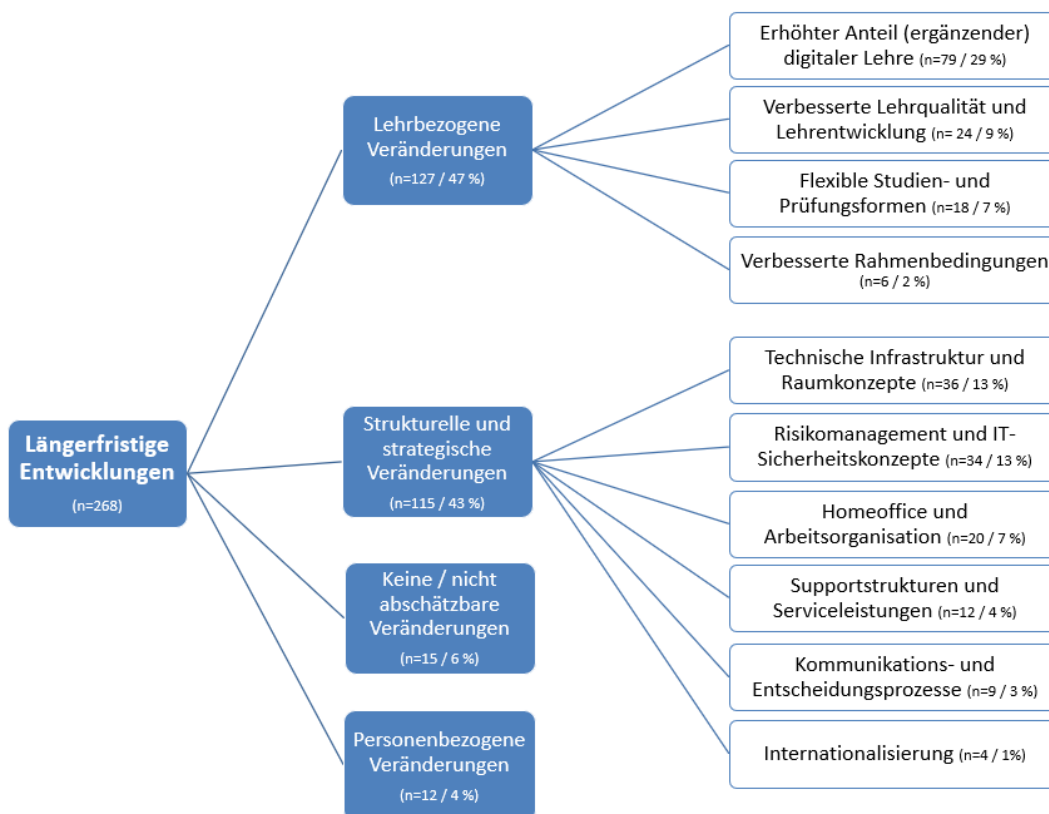 Längerfristige
Entwicklungen
(n=268)
Lehrbezogene
Veränderungen
(n=127 / 47 %)
Erhöhter Anteil (ergänzender)
digitaler Lehre (n=79 / 29 %)
Verbesserte Lehrqualität und
Lehrentwicklung (n= 24 / 9 %)
Flexible Studien- und
Prüfungsformen (n=18 / 7 %)
Verbesserte Rahmenbedingungen
(n=6 / 2 %)
Strukturelle und
strategische
Veränderungen
(n=115 / 43 %)
Technische Infrastruktur und
Raumkonzepte (n=36 / 13 %)
Risikomanagement und IT-
Sicherheitskonzepte (n=34 / 13 %)
Homeoffice und
Arbeitsorganisation (n=20 / 7 %)
Supportstrukturen und
Serviceleistungen (n=12 / 4 %)
Kommunikations- und
Entscheidungsprozesse (n=9 / 3 %)
Internationalisierung (n=4 / 1%)
Keine / nicht
abschätzbare
Veränderungen
(n=15 / 6 %)
Personenbezogene
Veränderungen
(n=12 / 4 %)